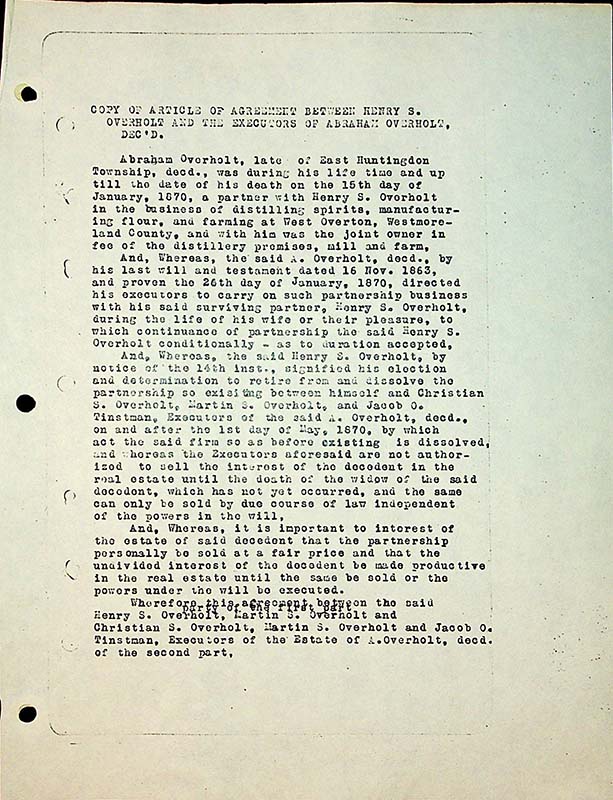 COPY OF ARTICLE OF AGREEMENT BETWEEN HENRY S.
OVERHOLT AND THE EXECUTORS OF ABRAHAM OVERHOLT,
DEC'D.
Abraham Overholt, late of East Huntingdon
Township, decd., was during his life time and up
till the date of his death on the 15th day of
January, 1870, a partner with Henry S. Overholt
in the business of distilling spirits, manufactur-
ing flour, and farming at West Overton, Westmore-
land County, and with him was the joint owner in
fee of the distillery premises, mill and farm,
And, Whereas, the said A. Overholt, decd., by
his last will and testament dated 16 Nov. 1863,
and proven the 26th day of January, 1870, directed
his executors to carry on such partnership business
with his said surviving partner, Henry S. Overholt,
during the life of his wife or their pleasure, to
which continuance of partnership the said Henry S.
Overholt conditionally - as to duration accepted,
And, Whereas, the said Henry S. Overholt, by
notice of the 14th inst., signified his election
and determination to retire from and dissolve the
partnership so exisitng between himself and Christian
S. Overholt, Martin S. Overholt, and Jacob O.
Tinstman, Executors of the said A. Overholt, decd.,
on and after the 1st day of May, 1870, by which
act the said firm so as before existing is dissolved,
and whereas the Executors aforesaid are not author-
ized to sell the interest of the decedent in the
real estate until the death of the widow of the said
decedent, which has not yet occurred, and the same
can only be sold by due course of law independent
of the powers in the will,
And, Whereas, it is important to interest of
the estate of said decedent that the partnership
personally be sold at a fair price and that the
unaivided interest of the decedent be made productive
in the real estate until the same be sold or the
powers under the will be executed.
Wherefore this agreement between the said
party of the first part
Henry S. Overholt, Martin S. Overholt and
Christian S. Overholt, Martin S. Overholt and Jacob O.
Tinstman, Executors of the Estate of A.Overholt, decd.
of the second part,